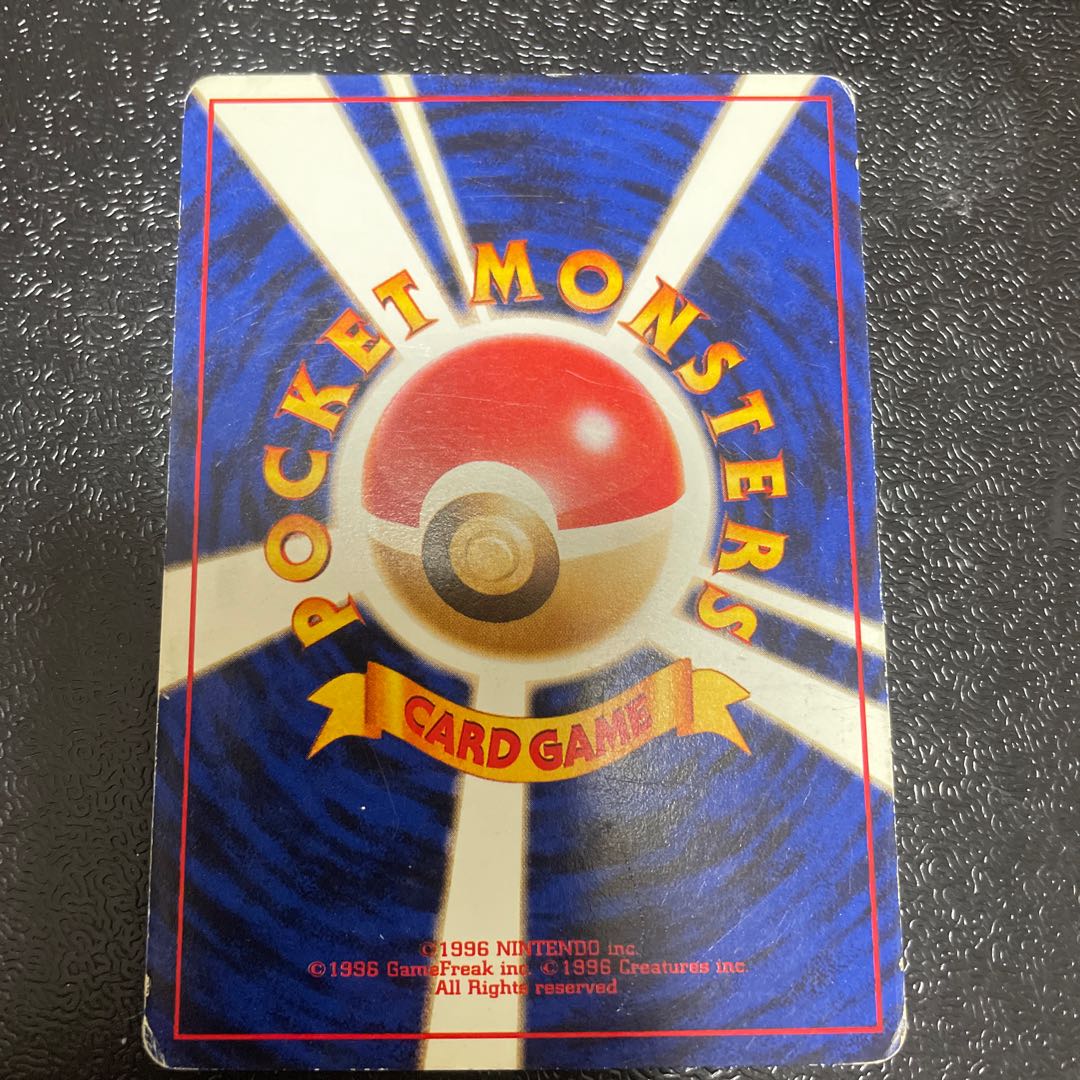 POCKET MONSTERS
CARD GAME
©1996 NINTENDO inc.
©1996 GameFreak inc. ©1996 Creatures inc.
All Rights reserved